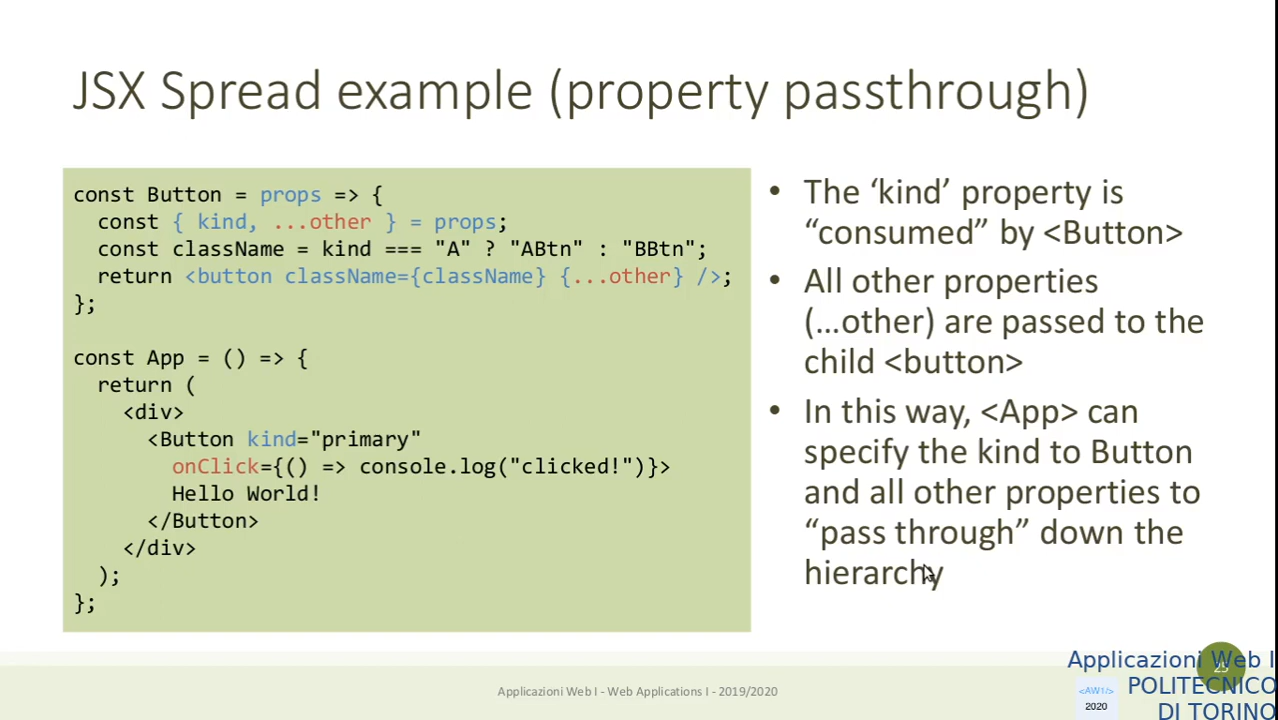 JSX Spread example (property passthrough)
const Button = props => {
  const { kind, ...other } = props;
  const className = kind === "A" ? "ABtn" : "BBtn";
  return <button className={className} {...other} />;
};
const App = () => {
  return (
    <div>
      <Button kind="primary"
        onClick={() => console.log("clicked!")}>
        Hello World!
      </Button>
    </div>
  );
};
• The ‘kind’ property is
“consumed” by <Button>
• All other properties
(…other) are passed to the
child <button>
• In this way, <App> can
specify the kind to Button
and all other properties to
“pass through” down the
hierarchy
Applicazioni Web I - Web Applications I - 2019/2020
Applicazioni Web I
POLITECNICO
DI TORINO
<AW1/>
2020